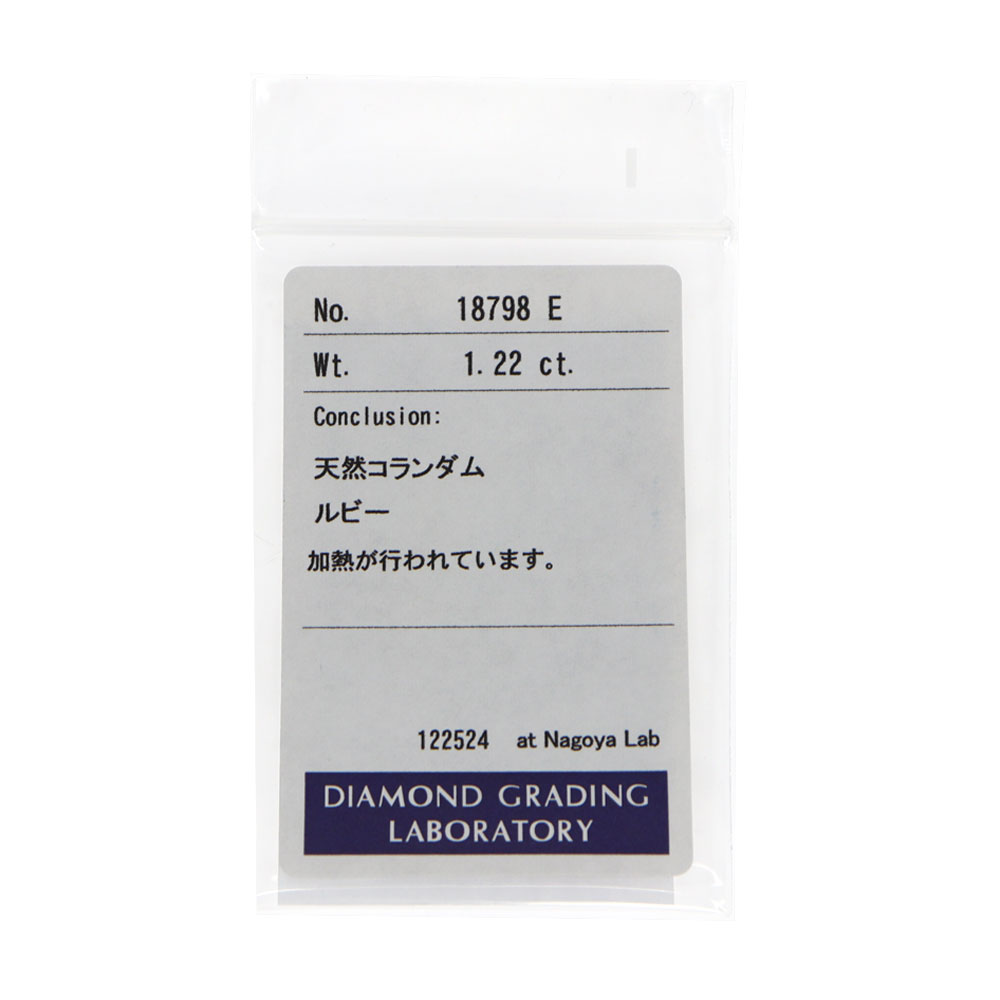 No. 18798 E
Wt. 1.22 ct.
Conclusion:
天然コランダム
ルビー
加熱が行われています。
122524 at Nagoya Lab
DIAMOND GRADING
LABORATORY